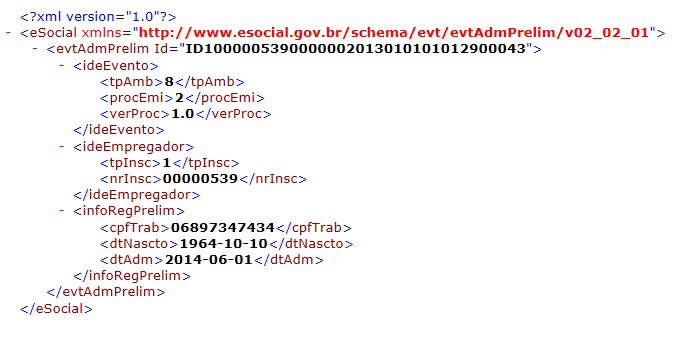 <?xml version="1.0"?>
- <eSocial xmlns="http://www.esocial.gov.br/schema/evt/evtAdmPrelim/v02_02_01">
- <evtAdmPrelim Id="ID1000005390000002013010101012900043">
- <ideEvento>
<tpAmb>8</tpAmb>
<procEmi>2</procEmi>
<verProc>1.0</verProc>
</ideEvento>
- <ideEmpregador>
<tpInsc>1</tpInsc>
<nrInsc>00000539</nrInsc>
</ideEmpregador>
- <infoRegPrelim>
<cpfTrab>06897347434</cpfTrab>
<dtNascto>1964-10-10</dtNascto>
<dtAdm>2014-06-01</dtAdm>
</infoRegPrelim>
</evtAdmPrelim>
</eSocial>